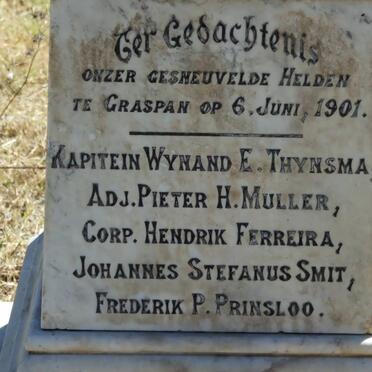 Ter Gedachtenis
ONZER GESNEUVELDE HELDEN
TE GRASPAN OP 6. JUNI, 1901.
KAPITEIN WYNAND E. THYNSMA,
ADJ. PIETER H. MULLER,
CORP. HENDRIK FERREIRA,
JOHANNES STEFANUS SMIT,
FREDERIK P. PRINSLOO.